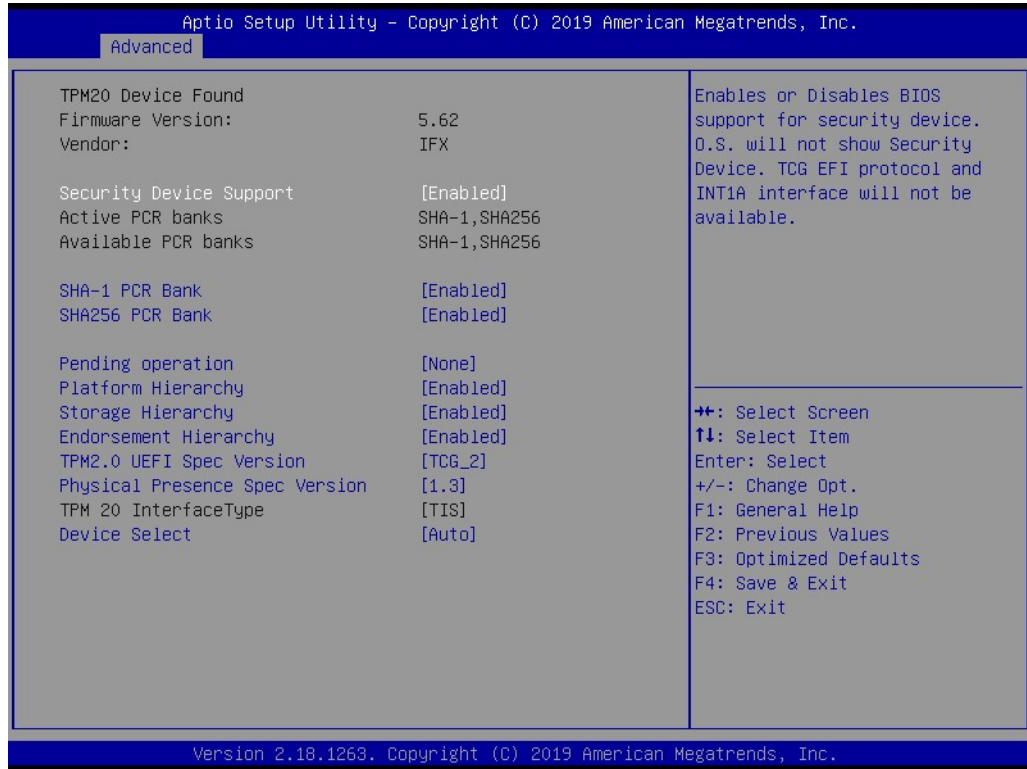 Aptio Setup Utility – Copyright (C) 2019 American Megatrends, Inc.
Advanced
TPM20 Device Found
Firmware Version: 5.62
Vendor: IFX
Security Device Support [Enabled]
Active PCR banks SHA-1,SHA256
Available PCR banks SHA-1,SHA256
SHA-1 PCR Bank [Enabled]
SHA256 PCR Bank [Enabled]
Pending operation [None]
Platform Hierarchy [Enabled]
Storage Hierarchy [Enabled]
Endorsement Hierarchy [Enabled]
TPM2.0 UEFI Spec Version [TCG_2]
Physical Presence Spec Version [1.3]
TPM 20 InterfaceType [TIS]
Device Select [Auto]
Enables or Disables BIOS
support for security device.
O.S. will not show Security
Device. TCG EFI protocol and
INT1A interface will not be
available.
→←: Select Screen
↑↓: Select Item
Enter: Select
+/-: Change Opt.
F1: General Help
F2: Previous Values
F3: Optimized Defaults
F4: Save & Exit
ESC: Exit
Version 2.18.1263. Copyright (C) 2019 American Megatrends, Inc.